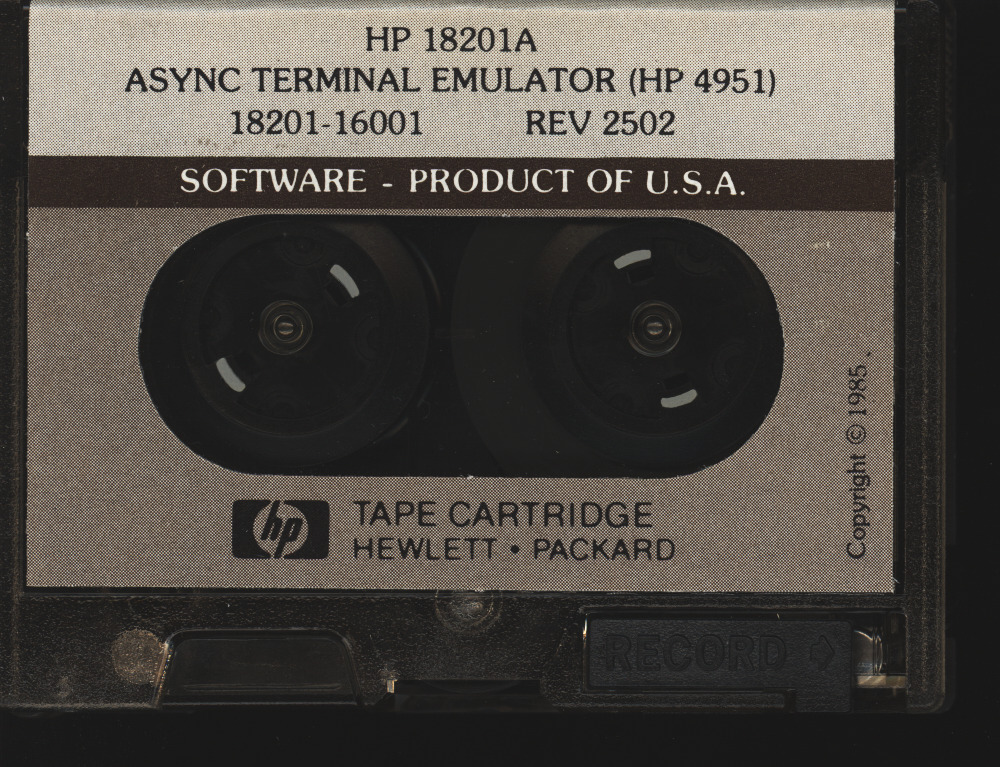 HP 18201A
ASYNC TERMINAL EMULATOR (HP 4951)
18201-16001 REV 2502
SOFTWARE - PRODUCT OF U.S.A.
Copyright © 1985.
hp
TAPE CARTRIDGE
HEWLETT • PACKARD
RECORD